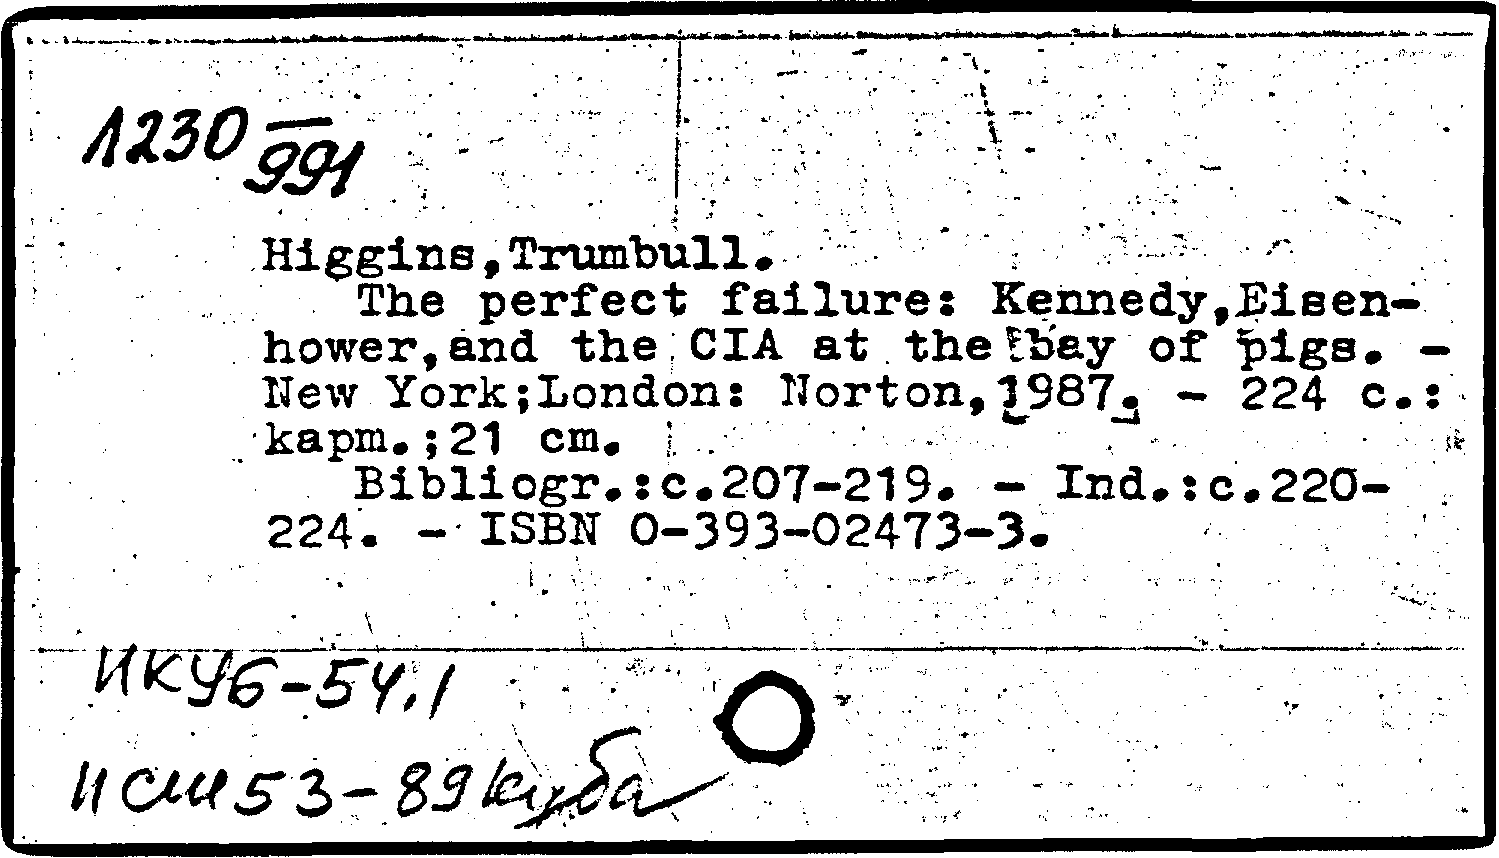 1230 —/991
Higgins,Trumbull.
The perfect failure: Kennedy,Eisen-
hower,and the CIA at the bay of pigs. -
New York;London: Norton,1987. - 224 c.:
карт.;21 cm.
Bibliogr.:c.207-219. - Ind.:c.220-
224. - ISBN 0-393-02473-3.
ИКУ6-54.1
ИСШ53-89Куба